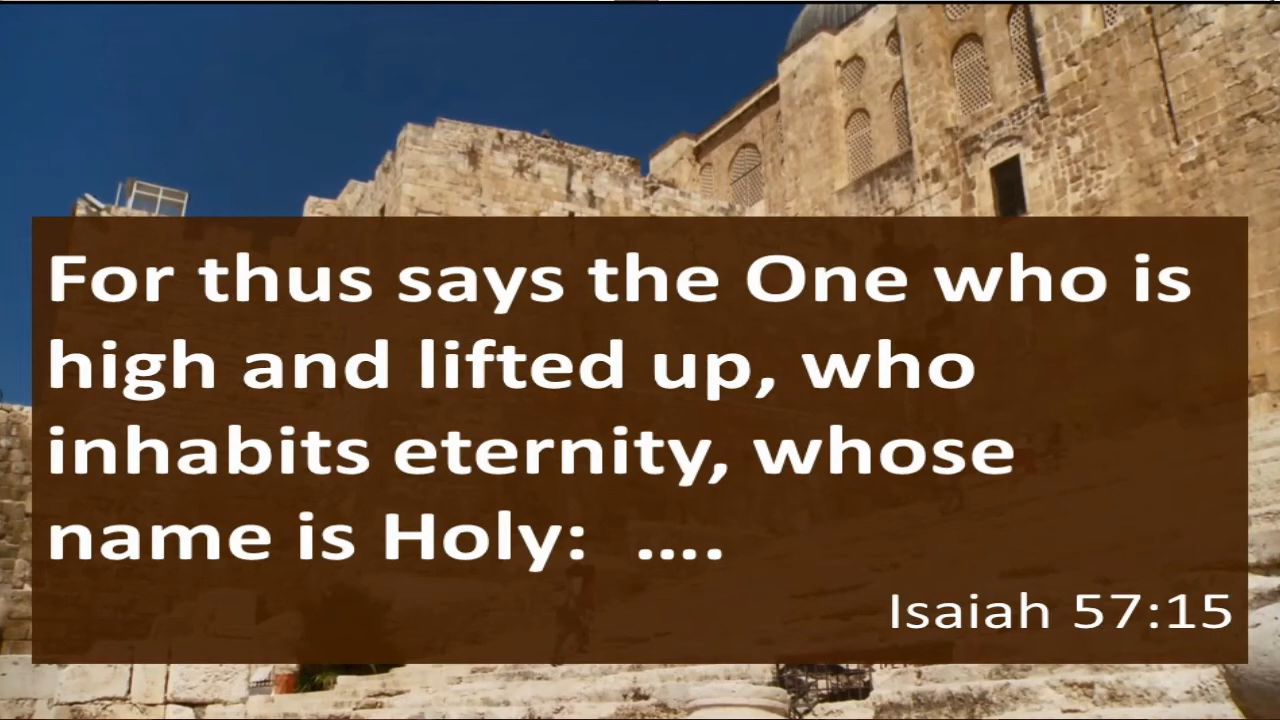 For thus says the One who is
high and lifted up, who
inhabits eternity, whose
name is Holy:  ....
Isaiah 57:15